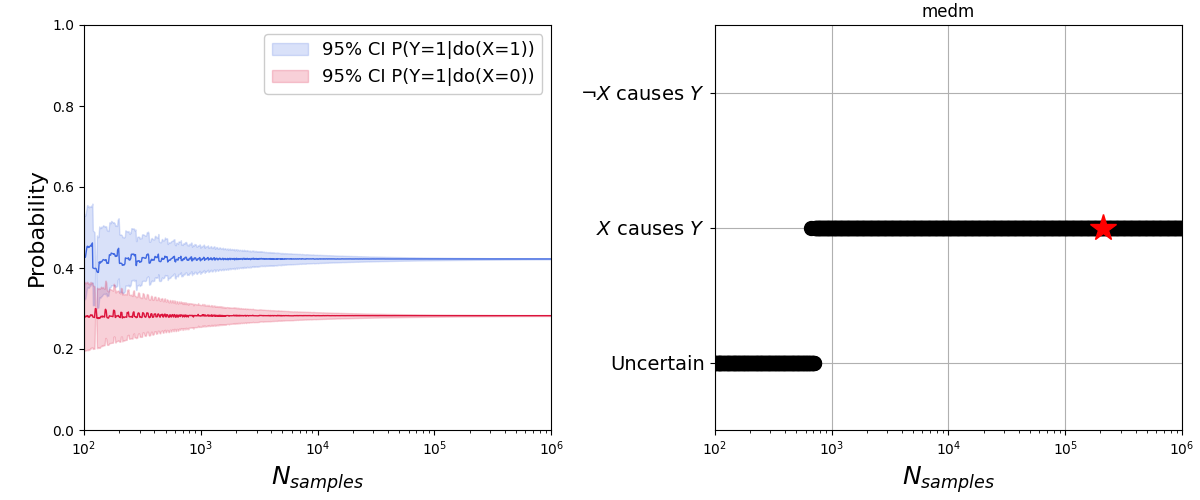 1.0
0.8
0.6
0.4
0.2
0.0
Probability
95% CI P(Y=1|do(X=1))
95% CI P(Y=1|do(X=0))
10² 10³ 10⁴ 10⁵ 10⁶
N_samples
medm
¬X causes Y
X causes Y
Uncertain
10² 10³ 10⁴ 10⁵ 10⁶
N_samples